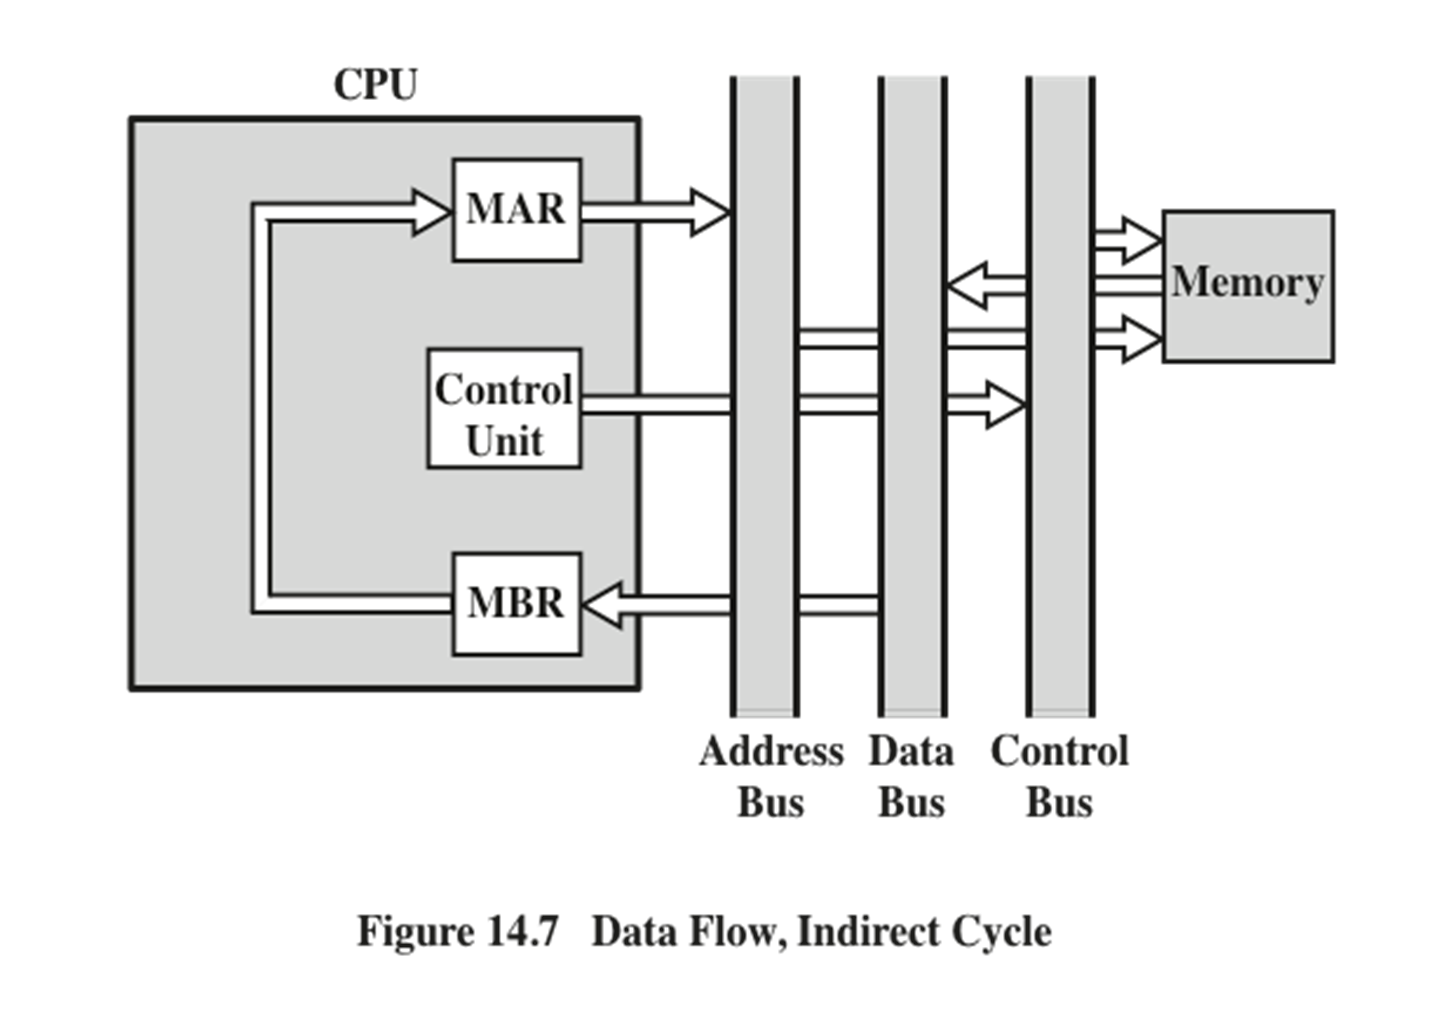 CPU
MAR
Memory
Control
Unit
MBR
Address
Bus
Data
Bus
Control
Bus
Figure 14.7 Data Flow, Indirect Cycle